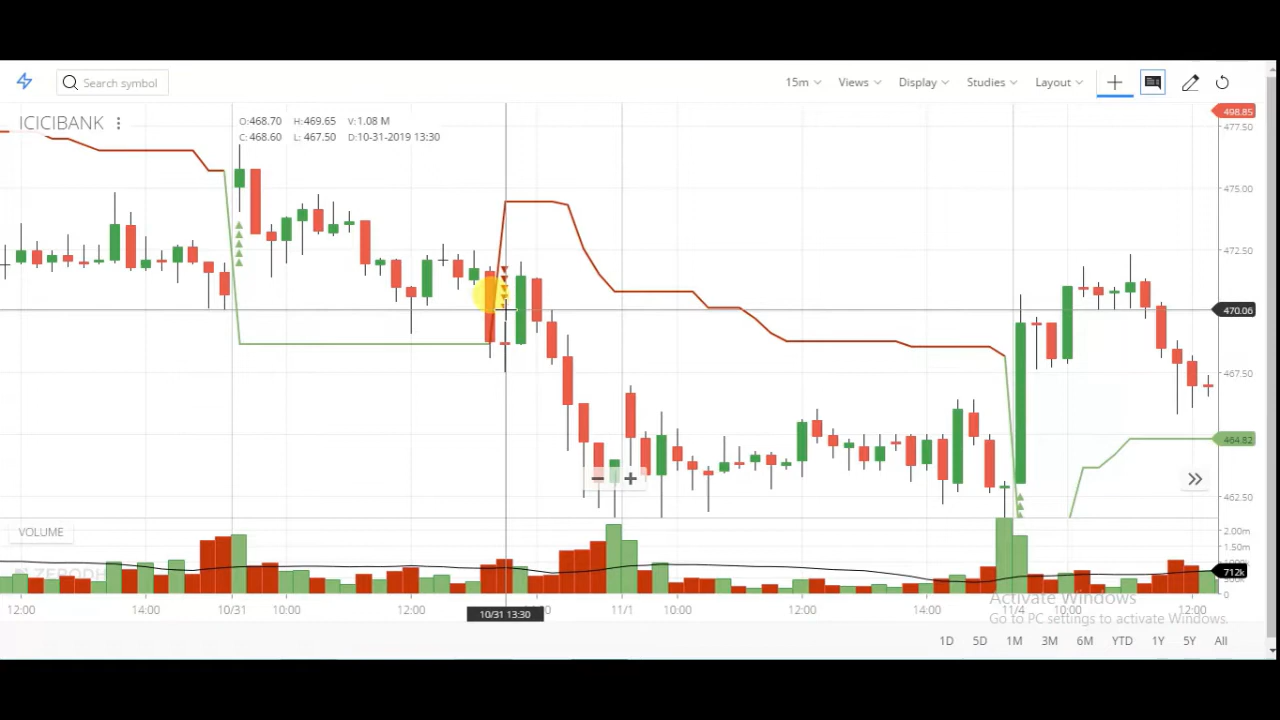 Search symbol
15m Views Display Studies Layout
498.85
ICICIBANK
O:468.70 H:469.65 V:1.08 M
C: 468.60 L: 467.50 D:10-31-2019 13:30
477.50
475.00
472.50
470.06
467.50
464.82
462.50
VOLUME
2.00m
1.50m
712k
0
12:00 14:00 10/31 10:00 12:00 10/31 13:30 11/1 10:00 12:00 14:00 11/4 10:00 12:00
Activate Windows
Go to PC settings to activate Windows.
1D 5D 1M 3M 6M YTD 1Y 5Y All